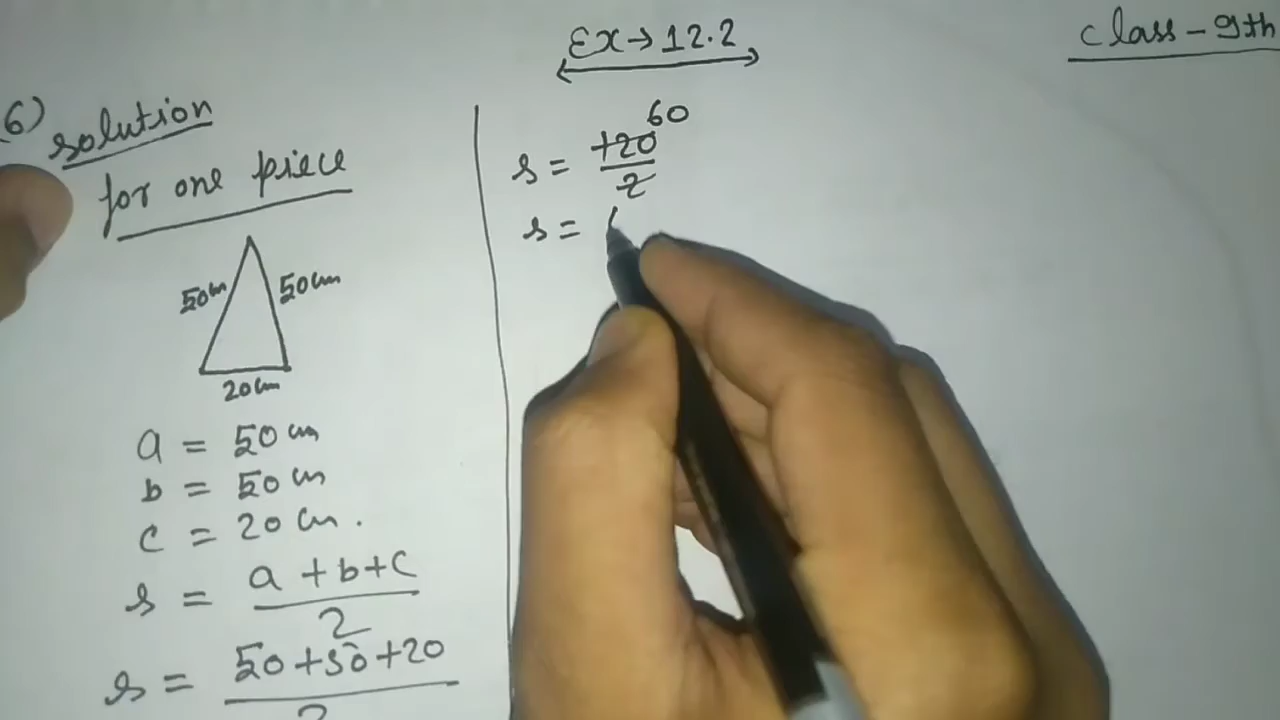 Ex → 12.2
class - 9th
(6) solution
for one piece
50cm 50cm
20cm
a = 50 cm
b = 50 cm
c = 20 cm.
s = a + b + c / 2
s = 50 + 50 + 20 / 2
s = 120 / 2 60
s =